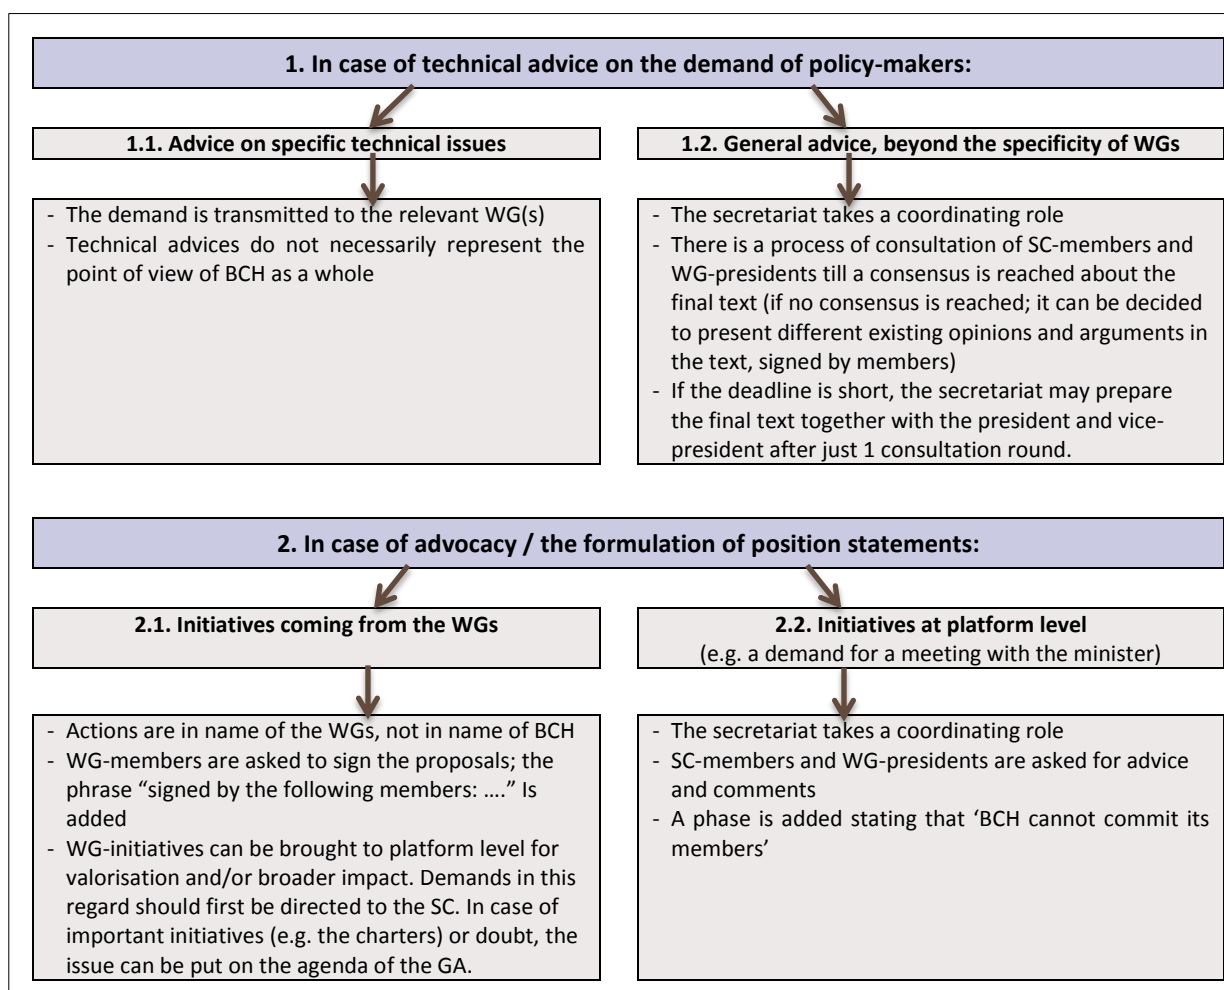 1. In case of technical advice on the demand of policy-makers:
1.1. Advice on specific technical issues
- The demand is transmitted to the relevant WG(s)
- Technical advices do not necessarily represent the
point of view of BCH as a whole
1.2. General advice, beyond the specificity of WGs
- The secretariat takes a coordinating role
- There is a process of consultation of SC-members and
WG-presidents till a consensus is reached about the
final text (if no consensus is reached; it can be decided
to present different existing opinions and arguments in
the text, signed by members)
- If the deadline is short, the secretariat may prepare
the final text together with the president and vice-
president after just 1 consultation round.
2. In case of advocacy / the formulation of position statements:
2.1. Initiatives coming from the WGs
- Actions are in name of the WGs, not in name of BCH
- WG-members are asked to sign the proposals; the
phrase “signed by the following members: ....” Is
added
- WG-initiatives can be brought to platform level for
valorisation and/or broader impact. Demands in this
regard should first be directed to the SC. In case of
important initiatives (e.g. the charters) or doubt, the
issue can be put on the agenda of the GA.
2.2. Initiatives at platform level
(e.g. a demand for a meeting with the minister)
- The secretariat takes a coordinating role
- SC-members and WG-presidents are asked for advice
and comments
- A phase is added stating that ‘BCH cannot commit its
members’